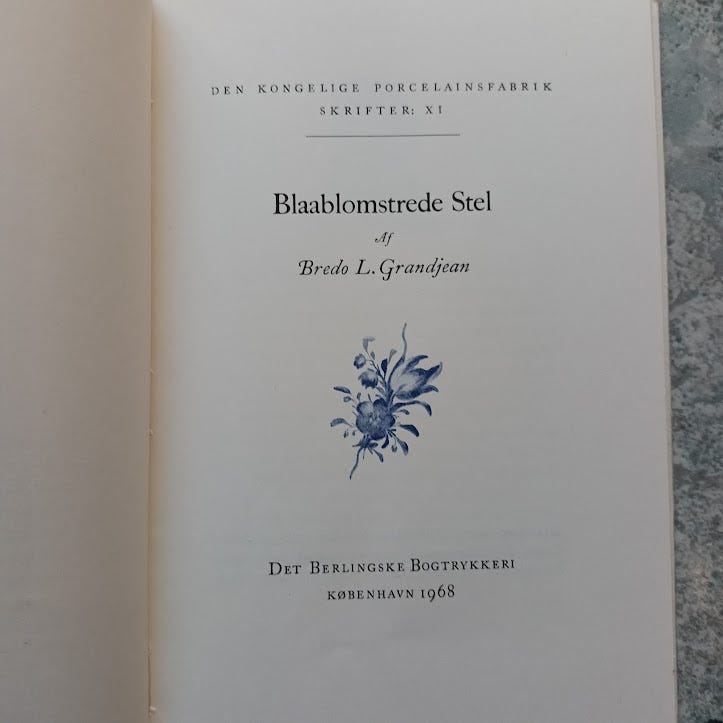 DEN KONGELIGE PORCELAINSFABRIK
SKRIFTER: XI
Blaablomstrede Stel
Af
Bredo L. Grandjean
DET BERLINGSKE BOGTRYKKERI
KØBENHAVN 1968